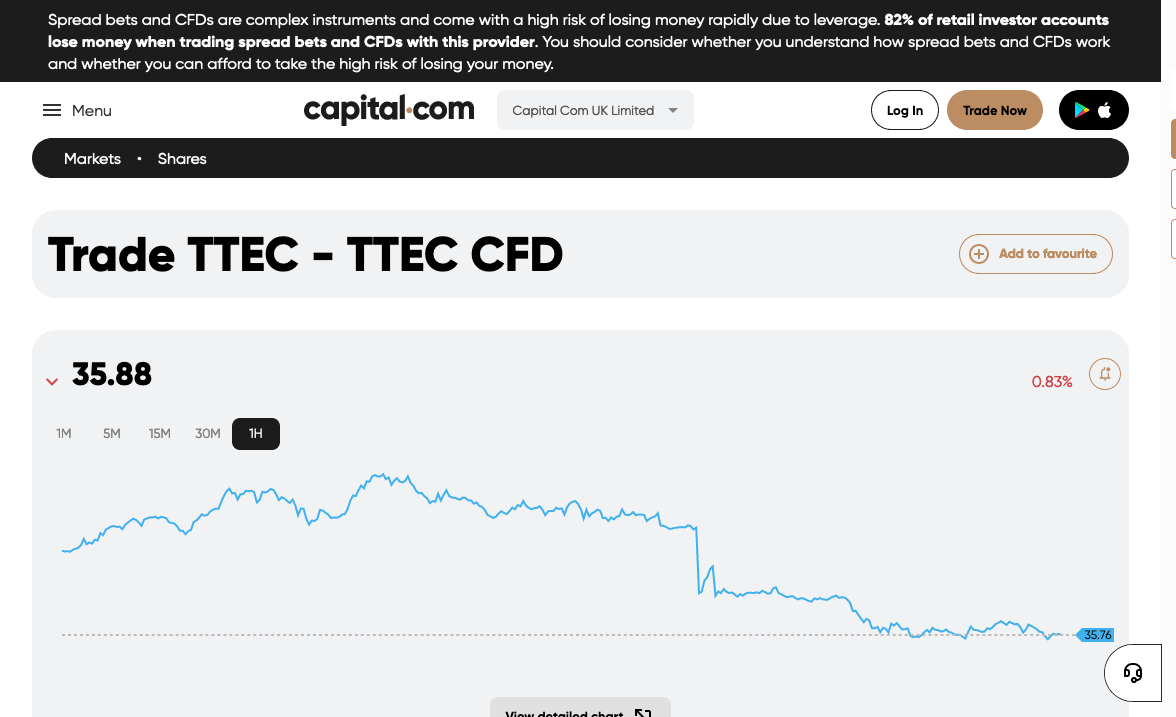 Spread bets and CFDs are complex instruments and come with a high risk of losing money rapidly due to leverage. 82% of retail investor accounts
lose money when trading spread bets and CFDs with this provider. You should consider whether you understand how spread bets and CFDs work
and whether you can afford to take the high risk of losing your money.
Menu
capital.com
Capital Com UK Limited
Log In
Trade Now
Markets • Shares
Trade TTEC - TTEC CFD
Add to favourite
35.88
0.83%
1M 5M 15M 30M 1H
35.76
View detailed chart